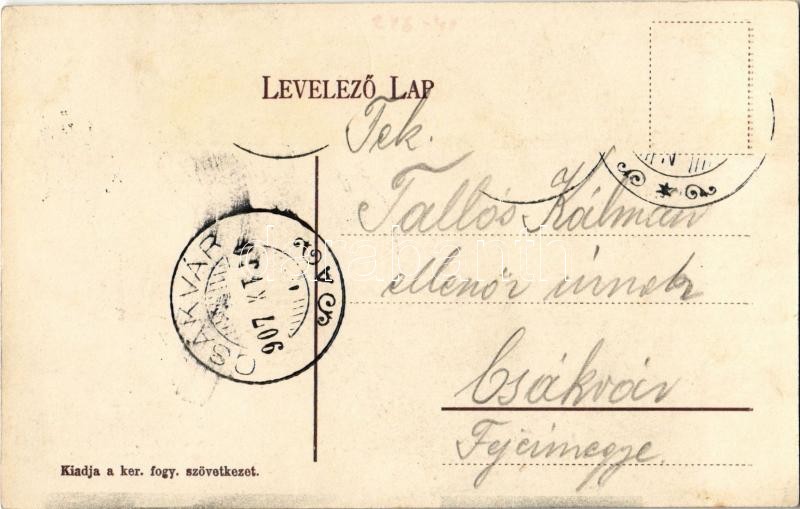 LEVELEZŐ LAP
Tek.
Tallós Kálmán
ellenőr úrnak
Csákvár
Fejérmegye.
CSÁKVÁR
907
Kiadja a ker. fogy. szövetkezet.